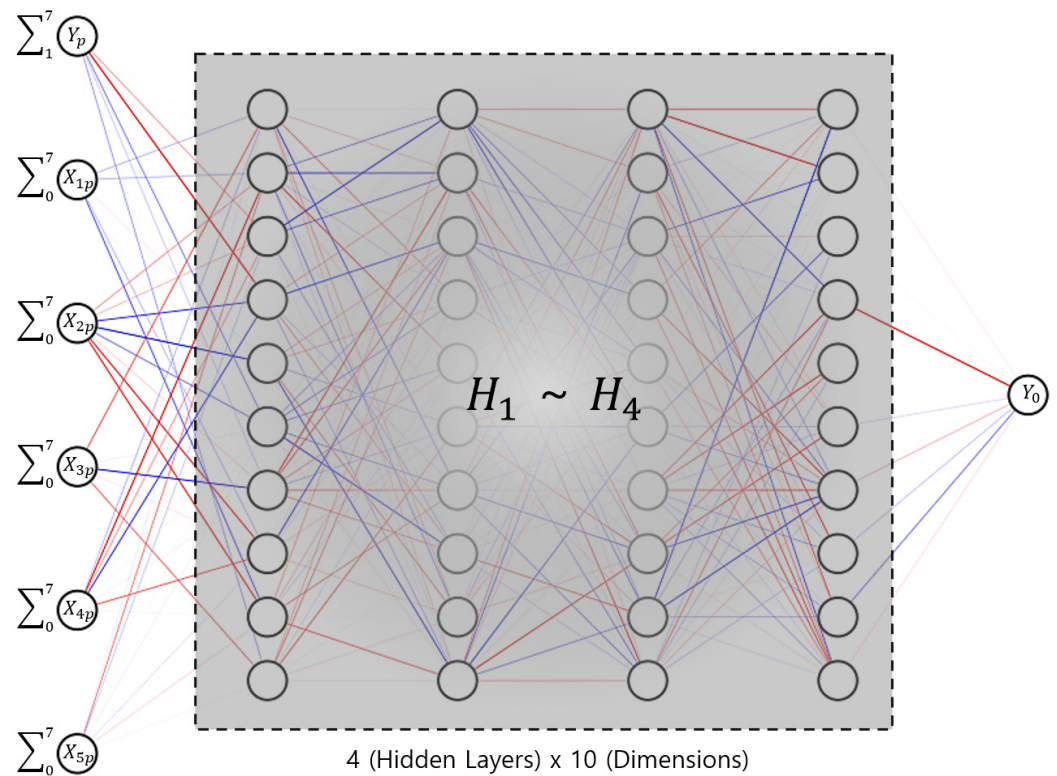 ∑₁⁷ Yₚ
∑₀⁷ X₁ₚ
∑₀⁷ X₂ₚ
∑₀⁷ X₃ₚ
∑₀⁷ X₄ₚ
∑₀⁷ X₅ₚ
H₁ ~ H₄
Y₀
4 (Hidden Layers) x 10 (Dimensions)